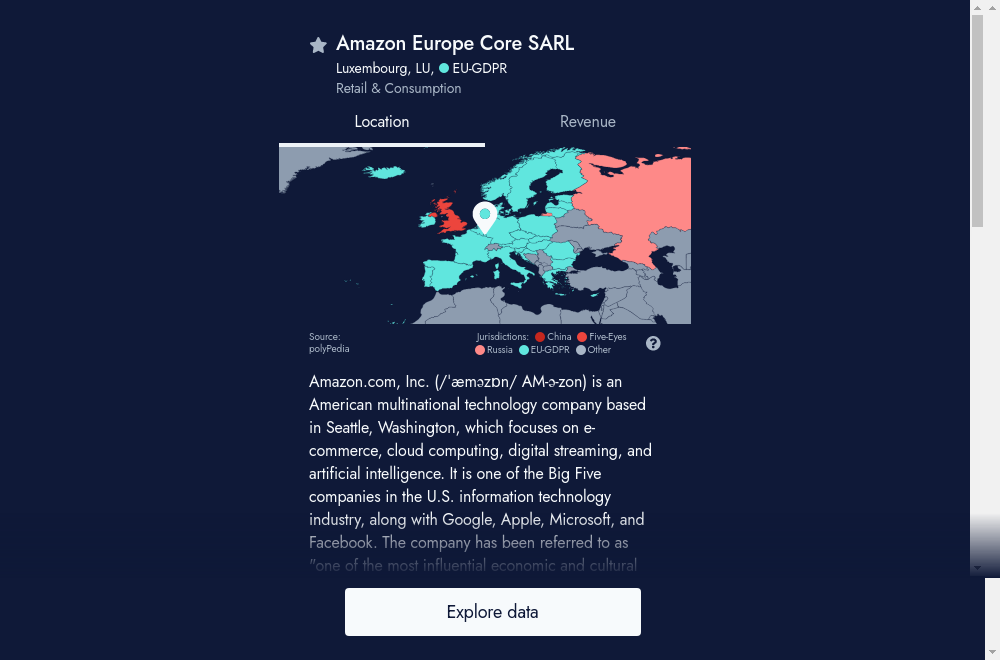 Amazon Europe Core SARL
Luxembourg, LU, EU-GDPR
Retail & Consumption
Location
Revenue
Source:
polyPedia
Jurisdictions: China Five-Eyes
Russia EU-GDPR Other
?
Amazon.com, Inc. (/ˈæməzɒn/ AM-ə-zon) is an
American multinational technology company based
in Seattle, Washington, which focuses on e-
commerce, cloud computing, digital streaming, and
artificial intelligence. It is one of the Big Five
companies in the U.S. information technology
industry, along with Google, Apple, Microsoft, and
Facebook. The company has been referred to as
"one of the most influential economic and cultural
Explore data